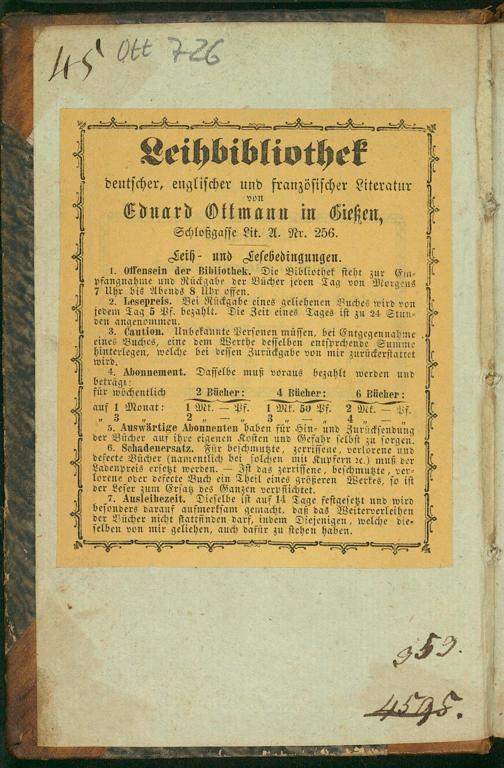 45 Ott 726
Leihbibliothek
deutscher, englischer und französischer Literatur
von
Eduard Ottmann in Gießen,
Schloßgasse Lit. A. Nr. 256.
Leih- und Lesebedingungen.
1. Offensein der Bibliothek. Die Bibliothek steht zur Em-
pfangnahme und Rückgabe der Bücher jeden Tag von Morgens
7 Uhr bis Abends 8 Uhr offen.
2. Lesepreis. Bei Rückgabe eines geliehenen Buches wird von
jedem Tag 5 Pf. bezahlt. Die Zeit eines Tages ist zu 24 Stun-
den angenommen.
3. Caution. Unbekannte Personen müssen, bei Entgegennahme
eines Buches, eine dem Werthe desselben entsprechende Summe
hinterlegen, welche bei dessen Zurückgabe von mir zurückerstattet
wird.
4. Abonnement. Dasselbe muß voraus bezahlt werden und
beträgt:
für wöchentlich 2 Bücher: 4 Bücher: 6 Bücher:
auf 1 Monat: 1 Mk. — Pf. 1 Mk. 50 Pf. 2 Mk. — Pf.
„ 3 „ 2 „ — „ 3 „ — „ 4 „ — „
5. Auswärtige Abonnenten haben für Hin- und Zurücksendung
der Bücher auf ihre eigenen Kosten und Gefahr selbst zu sorgen.
6. Schadenersatz. Für beschmutzte, zerrissene, verlorene und
defecte Bücher (namentlich bei solchen mit Kupfern ꝛc.) muß der
Ladenpreis ersetzt werden. — Ist das zerrissene, beschmutzte, ver-
lorene oder defecte Buch ein Theil eines größeren Werkes, so ist
der Leser zum Ersatz des Ganzen verpflichtet.
7. Ausleihezeit. Dieselbe ist auf 14 Tage festgesetzt und wird
besonders darauf aufmerksam gemacht, daß das Weiterverleihen
der Bücher nicht stattfinden darf, indem Diejenigen, welche die-
selben von mir geliehen, auch dafür zu stehen haben.
353.
4595.